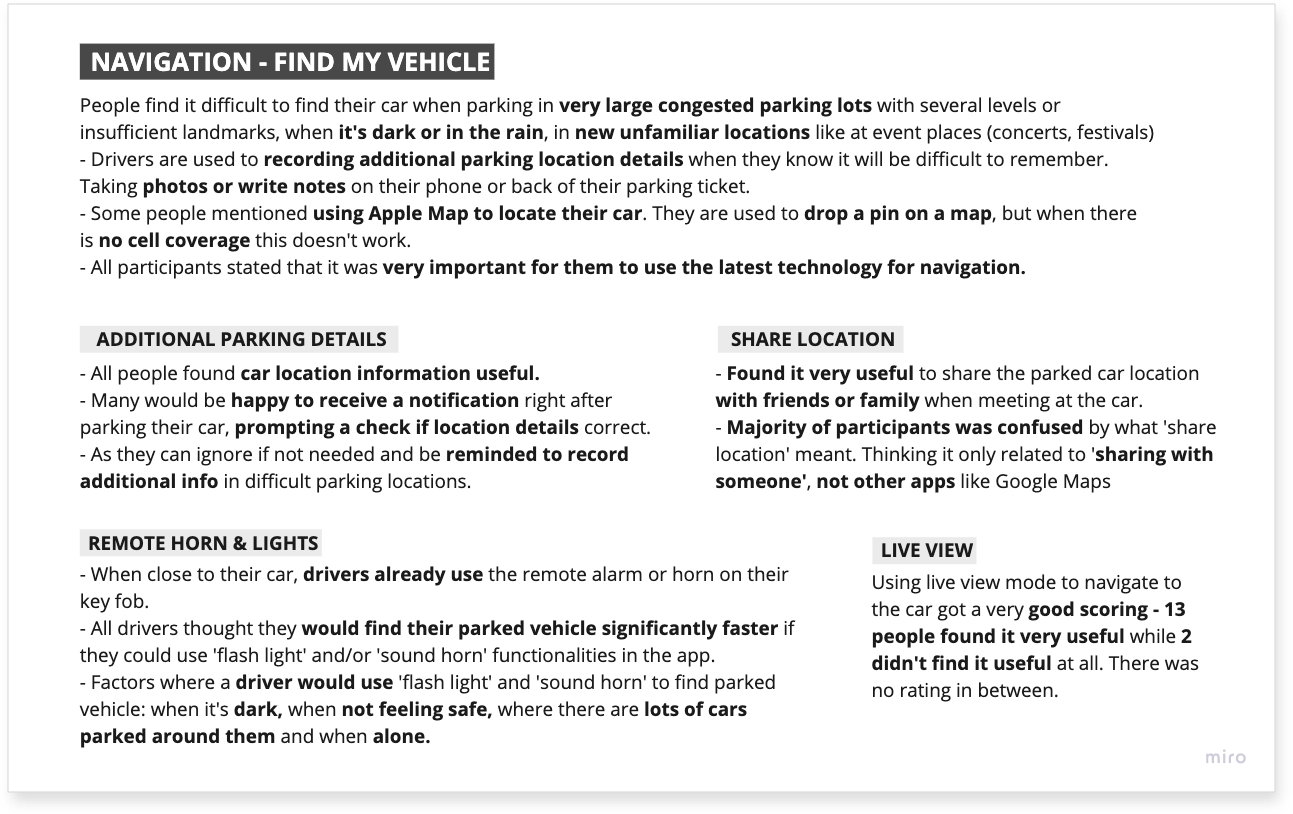 NAVIGATION - FIND MY VEHICLE
People find it difficult to find their car when parking in very large congested parking lots with several levels or
insufficient landmarks, when it's dark or in the rain, in new unfamiliar locations like at event places (concerts, festivals)
- Drivers are used to recording additional parking location details when they know it will be difficult to remember.
Taking photos or write notes on their phone or back of their parking ticket.
- Some people mentioned using Apple Map to locate their car. They are used to drop a pin on a map, but when there
is no cell coverage this doesn't work.
- All participants stated that it was very important for them to use the latest technology for navigation.
ADDITIONAL PARKING DETAILS
- All people found car location information useful.
- Many would be happy to receive a notification right after
parking their car, prompting a check if location details correct.
- As they can ignore if not needed and be reminded to record
additional info in difficult parking locations.
SHARE LOCATION
- Found it very useful to share the parked car location
with friends or family when meeting at the car.
- Majority of participants was confused by what 'share
location' meant. Thinking it only related to 'sharing with
someone', not other apps like Google Maps
REMOTE HORN & LIGHTS
- When close to their car, drivers already use the remote alarm or horn on their
key fob.
- All drivers thought they would find their parked vehicle significantly faster if
they could use 'flash light' and/or 'sound horn' functionalities in the app.
- Factors where a driver would use 'flash light' and 'sound horn' to find parked
vehicle: when it's dark, when not feeling safe, where there are lots of cars
parked around them and when alone.
LIVE VIEW
Using live view mode to navigate to
the car got a very good scoring - 13
people found it very useful while 2
didn't find it useful at all. There was
no rating in between.
miro